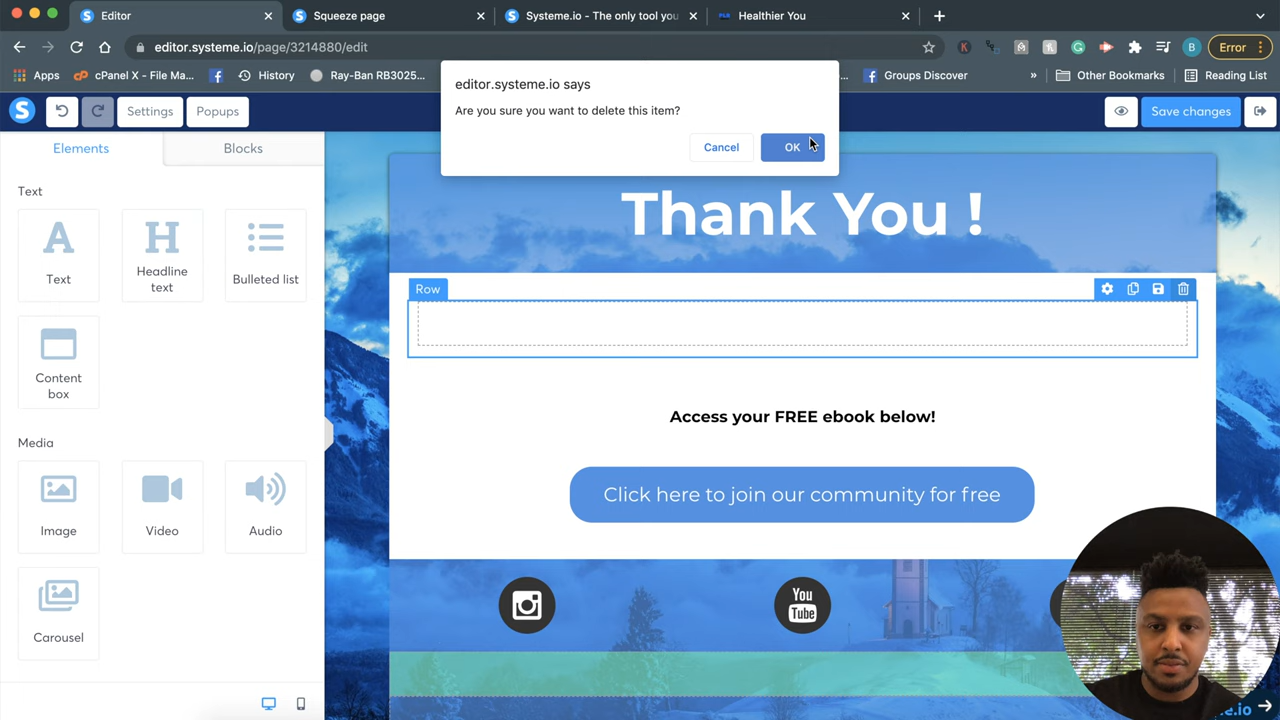 Editor
Squeeze page
Systeme.io - The only tool you
Healthier You
editor.systeme.io/page/3214880/edit
B
Error
Apps
cPanel X - File Ma...
History
Ray-Ban RB3025...
Groups Discover
»
Other Bookmarks
Reading List
editor.systeme.io says
Are you sure you want to delete this item?
Cancel
OK
S
Settings
Popups
Save changes
Elements
Blocks
Text
A
Text
H
Headline
text
Bulleted list
Content
box
Media
Image
Video
Audio
Carousel
Thank You !
Row
Access your FREE ebook below!
Click here to join our community for free
You
Tube